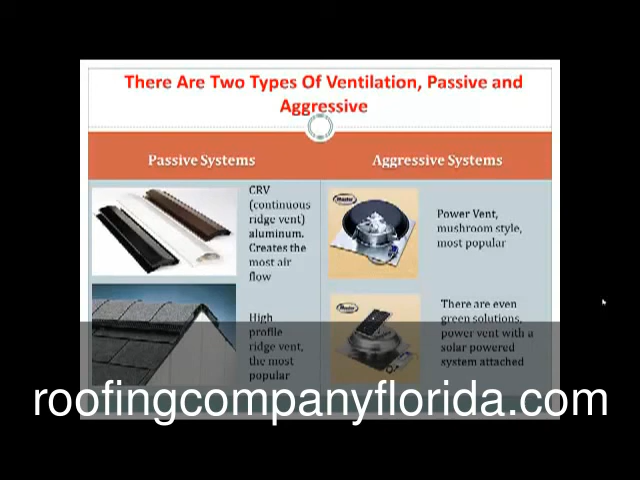 There Are Two Types Of Ventilation, Passive and
Aggressive
Passive Systems
Aggressive Systems
CRV
(continuous
ridge vent)
aluminum.
Creates the
most air
flow
Power Vent,
mushroom style,
most popular
High
profile
ridge vent,
the most
popular
There are even
green solutions,
power vent with a
solar powered
system attached
roofingcompanyflorida.com